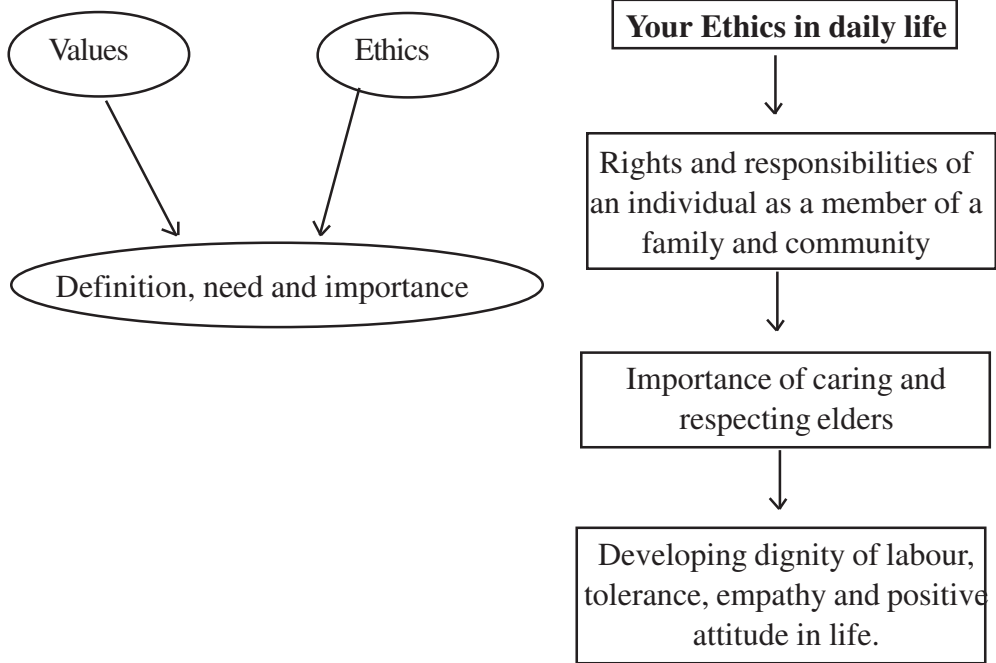 Values
Ethics
Definition, need and importance
Your Ethics in daily life
Rights and responsibilities of
an individual as a member of a
family and community
Importance of caring and
respecting elders
Developing dignity of labour,
tolerance, empathy and positive
attitude in life.